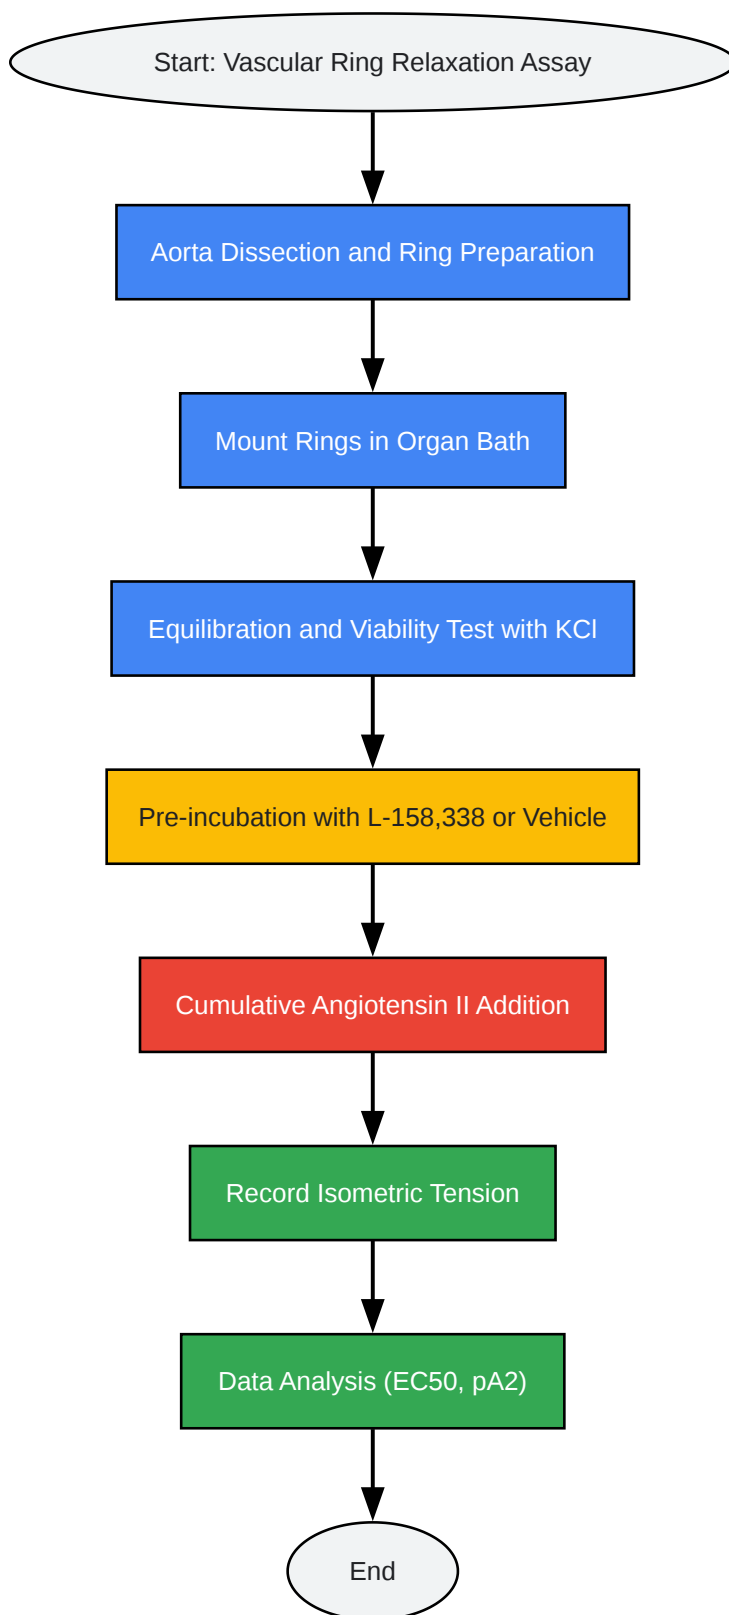 Start: Vascular Ring Relaxation Assay
Aorta Dissection and Ring Preparation
Mount Rings in Organ Bath
Equilibration and Viability Test with KCl
Pre-incubation with L-158,338 or Vehicle
Cumulative Angiotensin II Addition
Record Isometric Tension
Data Analysis (EC50, pA2)
End